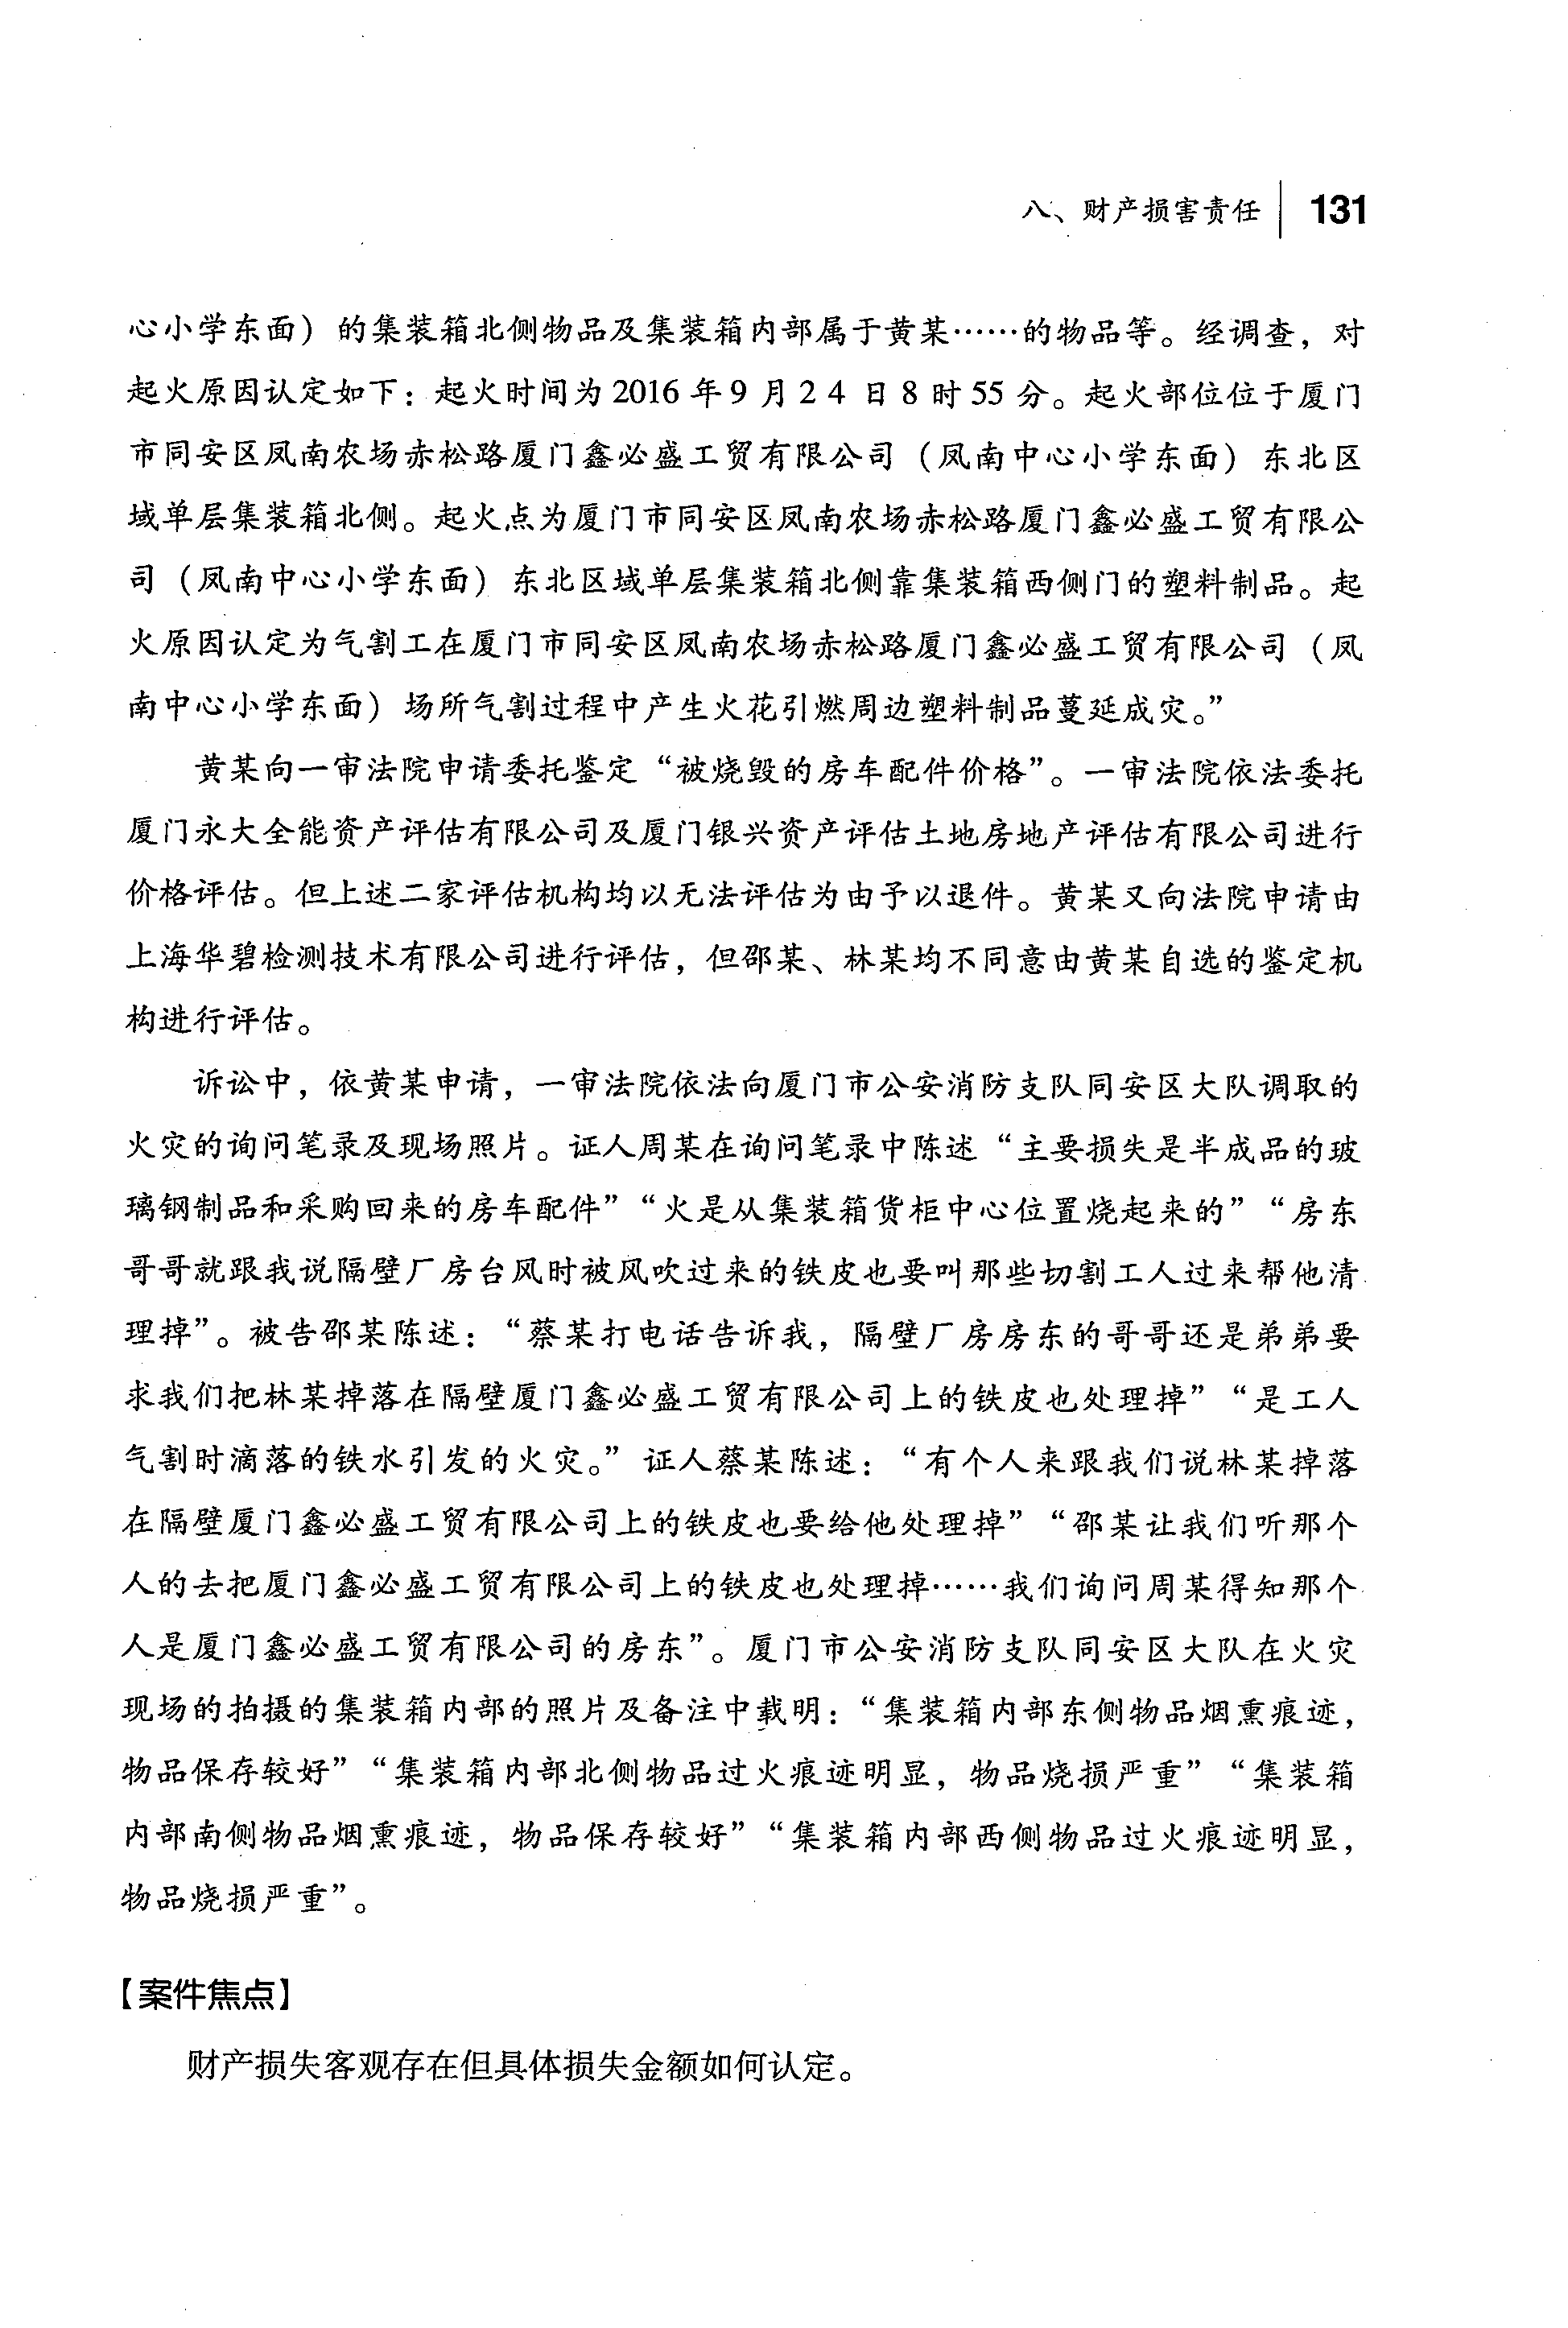 八、财产损害责任 131
心小学东面）的集装箱北侧物品及集装箱内部属于黄某……的物品等。经调查，对
起火原因认定如下：起火时间为2016年9月24日8时55分。起火部位位于厦门
市同安区凤南农场赤松路厦门鑫必盛工贸有限公司（凤南中心小学东面）东北区
域单层集装箱北侧。起火点为厦门市同安区凤南农场赤松路厦门鑫必盛工贸有限公
司（凤南中心小学东面）东北区域单层集装箱北侧靠集装箱西侧门的塑料制品。起
火原因认定为气割工在厦门市同安区凤南农场赤松路厦门鑫必盛工贸有限公司（凤
南中心小学东面）场所气割过程中产生火花引燃周边塑料制品蔓延成灾。”
黄某向一审法院申请委托鉴定“被烧毁的房车配件价格”。一审法院依法委托
厦门永大全能资产评估有限公司及厦门银兴资产评估土地房地产评估有限公司进行
价格评估。但上述二家评估机构均以无法评估为由予以退件。黄某又向法院申请由
上海华碧检测技术有限公司进行评估，但邵某、林某均不同意由黄某自选的鉴定机
构进行评估。
诉讼中，依黄某申请，一审法院依法向厦门市公安消防支队同安区大队调取的
火灾的询问笔录及现场照片。证人周某在询问笔录中陈述“主要损失是半成品的玻
璃钢制品和采购回来的房车配件”“火是从集装箱货柜中心位置烧起来的”“房东
哥哥就跟我说隔壁厂房台风时被风吹过来的铁皮也要叫那些切割工人过来帮他清
理掉”。被告邵某陈述：“蔡某打电话告诉我，隔壁厂房房东的哥哥还是弟弟要
求我们把林某掉落在隔壁厦门鑫必盛工贸有限公司上的铁皮也处理掉”“是工人
气割时滴落的铁水引发的火灾。”证人蔡某陈述：“有个人来跟我们说林某掉落
在隔壁厦门鑫必盛工贸有限公司上的铁皮也要给他处理掉”“邵某让我们听那个
人的去把厦门鑫必盛工贸有限公司上的铁皮也处理掉……我们询问周某得知那个
人是厦门鑫必盛工贸有限公司的房东”。厦门市公安消防支队同安区大队在火灾
现场的拍摄的集装箱内部的照片及备注中载明：“集装箱内部东侧物品烟熏痕迹，
物品保存较好”“集装箱内部北侧物品过火痕迹明显，物品烧损严重”“集装箱
内部南侧物品烟熏痕迹，物品保存较好”“集装箱内部西侧物品过火痕迹明显，
物品烧损严重”。
【案件焦点】
财产损失客观存在但具体损失金额如何认定。